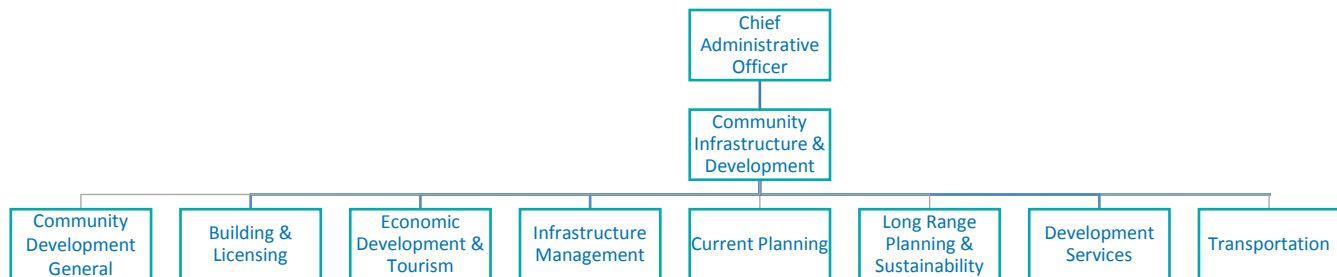 Chief
Administrative
Officer
Community
Infrastructure &
Development
Community
Development
General
Building &
Licensing
Economic
Development &
Tourism
Infrastructure
Management
Current Planning
Long Range
Planning &
Sustainability
Development
Services
Transportation